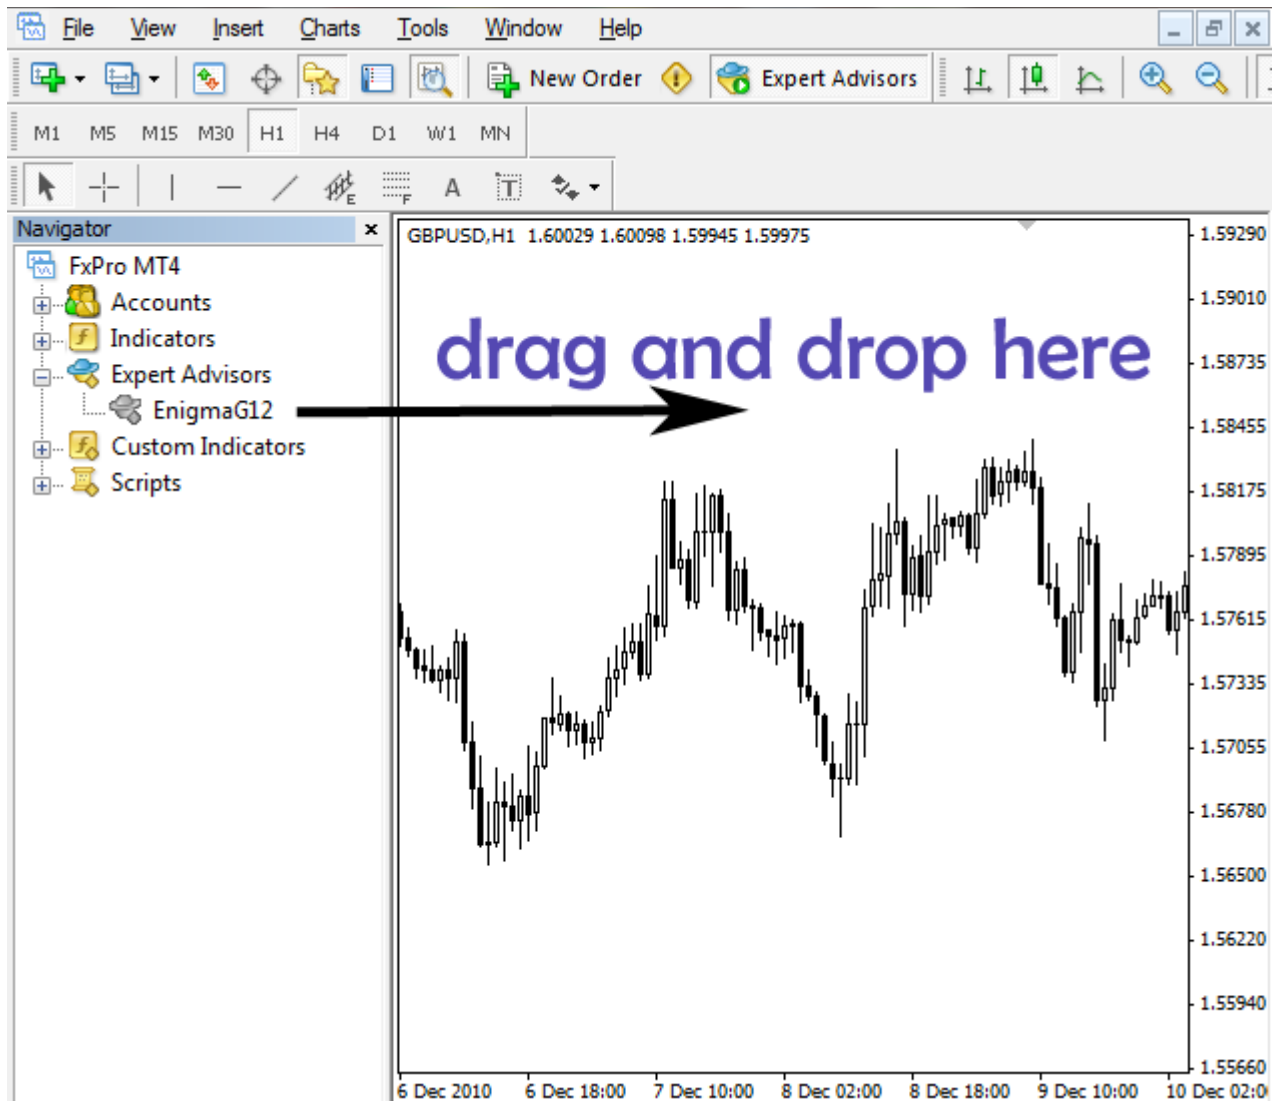 File View Insert Charts Tools Window Help
New Order Expert Advisors
M1 M5 M15 M30 H1 H4 D1 W1 MN
E F A T
Navigator x
FxPro MT4
Accounts
Indicators
Expert Advisors
EnigmaG12
Custom Indicators
Scripts
GBPUSD,H1 1.60029 1.60098 1.59945 1.59975
drag and drop here
1.59290
1.59010
1.58735
1.58455
1.58175
1.57895
1.57615
1.57335
1.57055
1.56780
1.56500
1.56220
1.55940
1.55660
6 Dec 2010 6 Dec 18:00 7 Dec 10:00 8 Dec 02:00 8 Dec 18:00 9 Dec 10:00 10 Dec 02:0